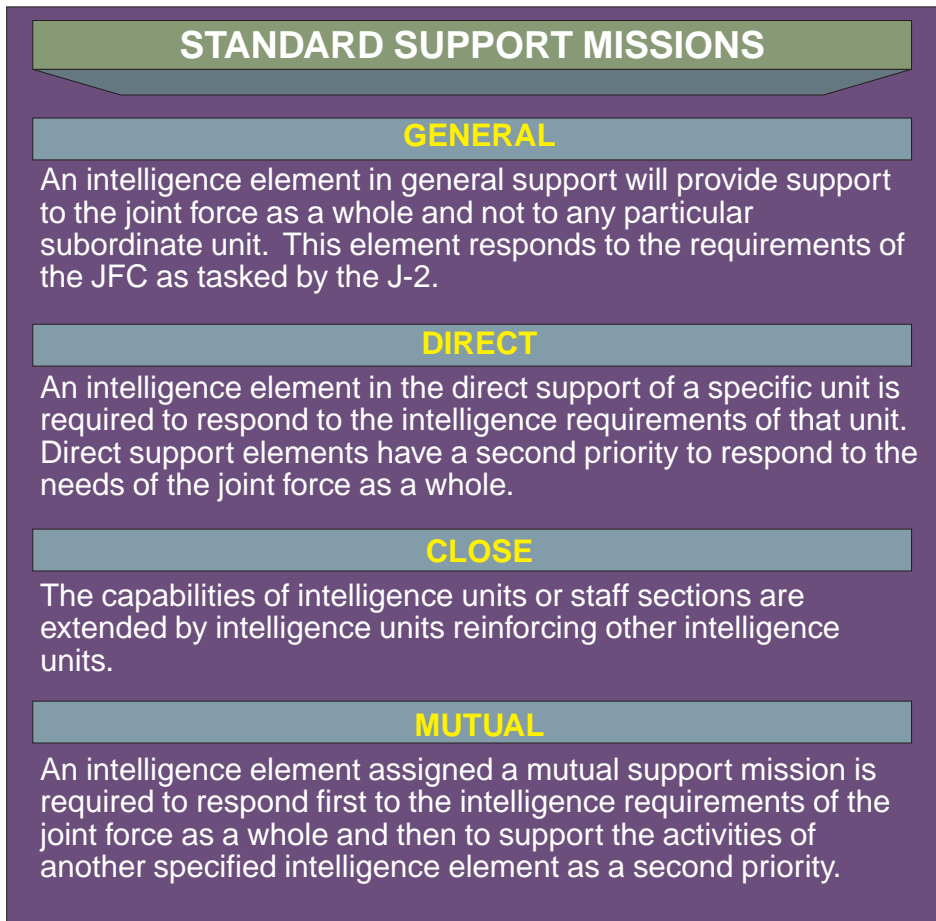 STANDARD SUPPORT MISSIONS
GENERAL
An intelligence element in general support will provide support
to the joint force as a whole and not to any particular
subordinate unit.  This element responds to the requirements of
the JFC as tasked by the J-2.
DIRECT
An intelligence element in the direct support of a specific unit is
required to respond to the intelligence requirements of that unit.
Direct support elements have a second priority to respond to the
needs of the joint force as a whole.
CLOSE
The capabilities of intelligence units or staff sections are
extended by intelligence units reinforcing other intelligence
units.
MUTUAL
An intelligence element assigned a mutual support mission is
required to respond first to the intelligence requirements of the
joint force as a whole and then to support the activities of
another specified intelligence element as a second priority.